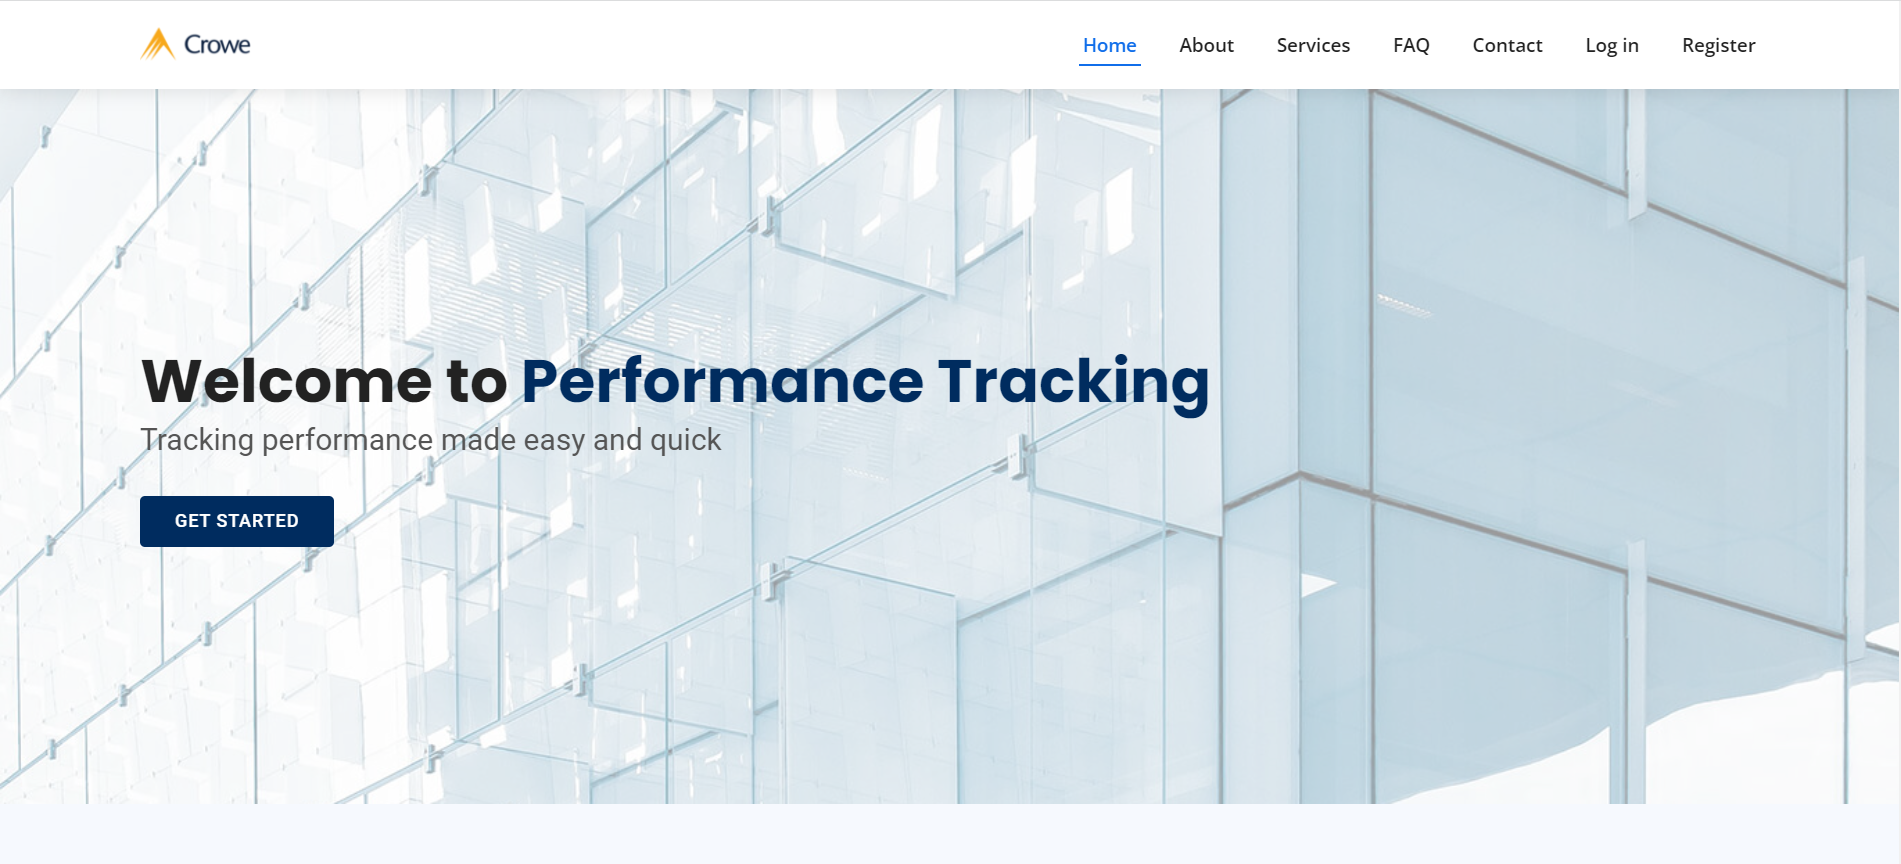 Crowe
Home About Services FAQ Contact Log in Register
Welcome to Performance Tracking
Tracking performance made easy and quick
GET STARTED